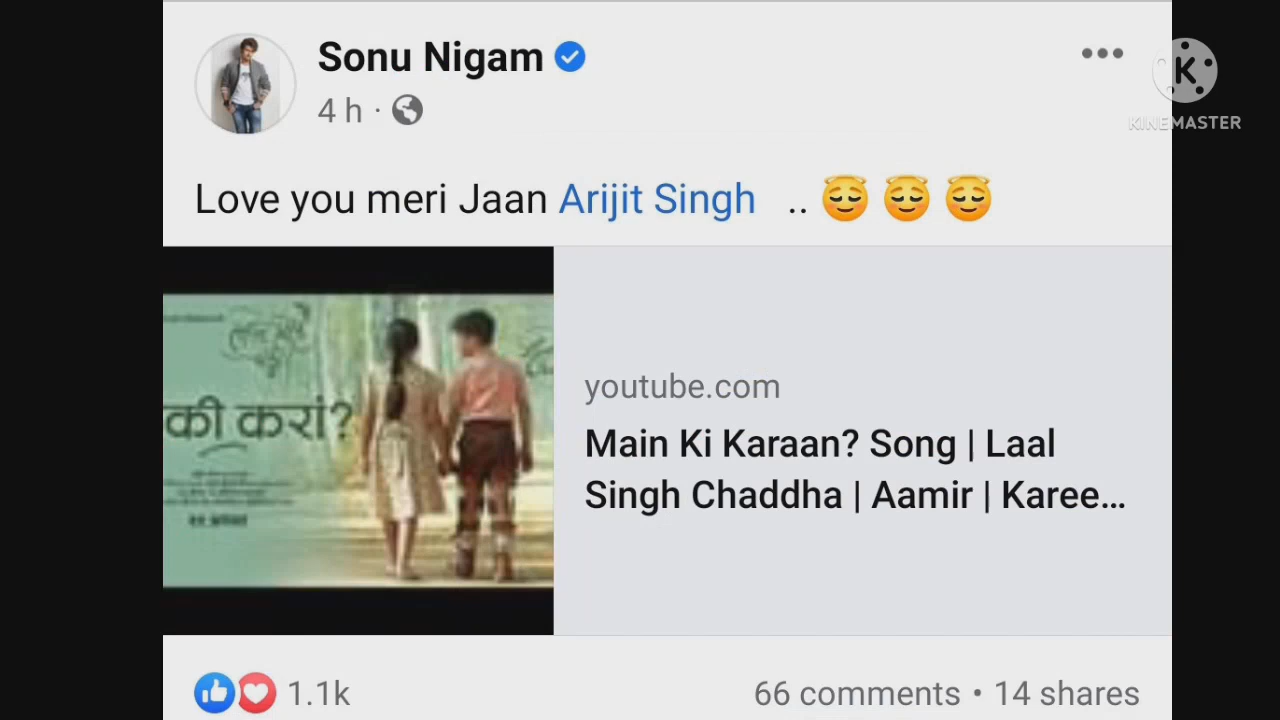 Sonu Nigam
4 h ·
K
KINEMASTER
Love you meri Jaan Arijit Singh .. 😇 😇 😇
की करां?
youtube.com
Main Ki Karaan? Song | Laal
Singh Chaddha | Aamir | Karee...
1.1k
66 comments • 14 shares